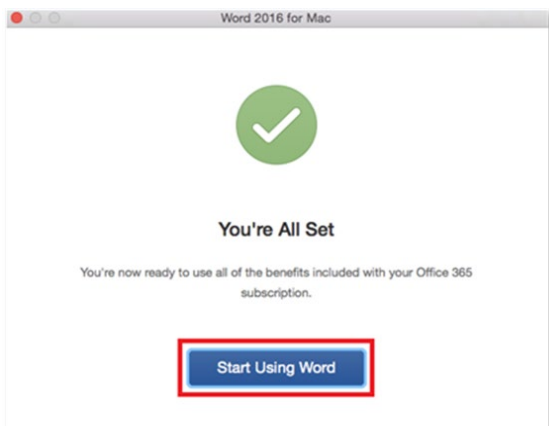 Word 2016 for Mac
You're All Set
You're now ready to use all of the benefits included with your Office 365
subscription.
Start Using Word